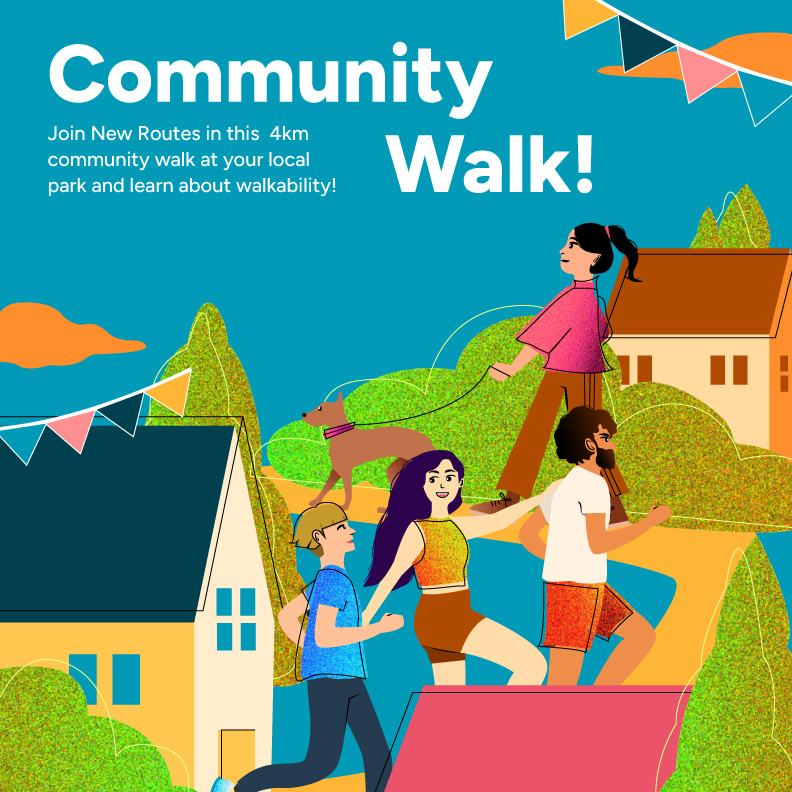 Community
Walk!
Join New Routes in this  4km
community walk at your local
park and learn about walkability!